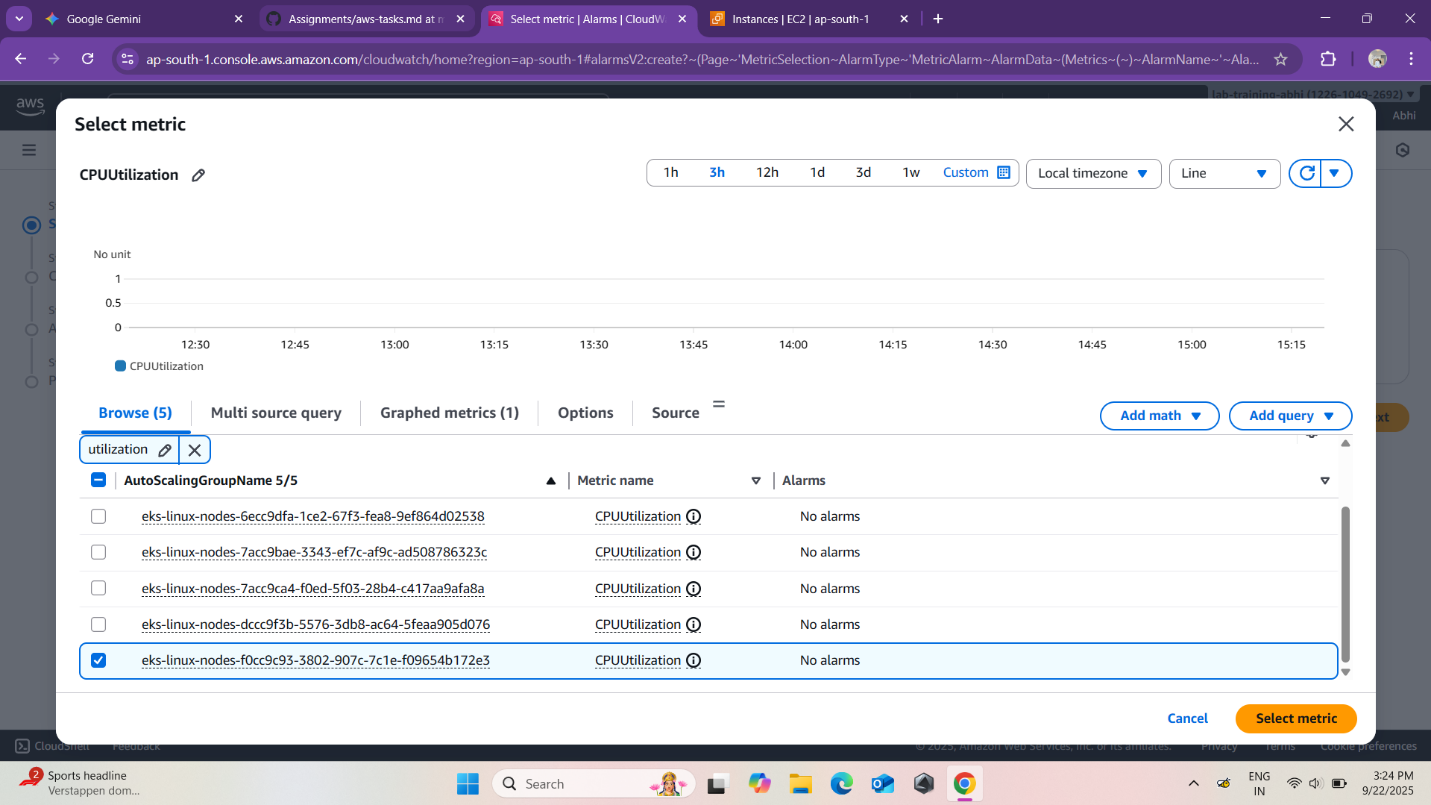 Google Gemini
Assignments/aws-tasks.md at m
Select metric | Alarms | CloudW
Instances | EC2 | ap-south-1
ap-south-1.console.aws.amazon.com/cloudwatch/home?region=ap-south-1#alarmsV2:create?~(Page~'MetricSelection~AlarmType~'MetricAlarm~AlarmData~(Metrics~(~)~AlarmName~'~Ala...
aws
lab-training-abhi (1226-1049-2692)
Abhi
Select metric
CPUUtilization
1h 3h 12h 1d 3d 1w Custom
Local timezone
Line
No unit
1
0.5
0
12:30 12:45 13:00 13:15 13:30 13:45 14:00 14:15 14:30 14:45 15:00 15:15
CPUUtilization
Browse (5) Multi source query Graphed metrics (1) Options Source
Add math Add query
utilization
AutoScalingGroupName 5/5 Metric name Alarms
eks-linux-nodes-6ecc9dfa-1ce2-67f3-fea8-9ef864d02538 CPUUtilization No alarms
eks-linux-nodes-7acc9bae-3343-ef7c-af9c-ad508786323c CPUUtilization No alarms
eks-linux-nodes-7acc9ca4-f0ed-5f03-28b4-c417aa9afa8a CPUUtilization No alarms
eks-linux-nodes-dccc9f3b-5576-3db8-ac64-5feaa905d076 CPUUtilization No alarms
eks-linux-nodes-f0cc9c93-3802-907c-7c1e-f09654b172e3 CPUUtilization No alarms
Cancel Select metric
CloudShell Feedback © 2025, Amazon Web Services, Inc. or its affiliates. Privacy Terms Cookie preferences
2
Sports headline
Verstappen dom...
Search
ENG
IN
3:24 PM
9/22/2025